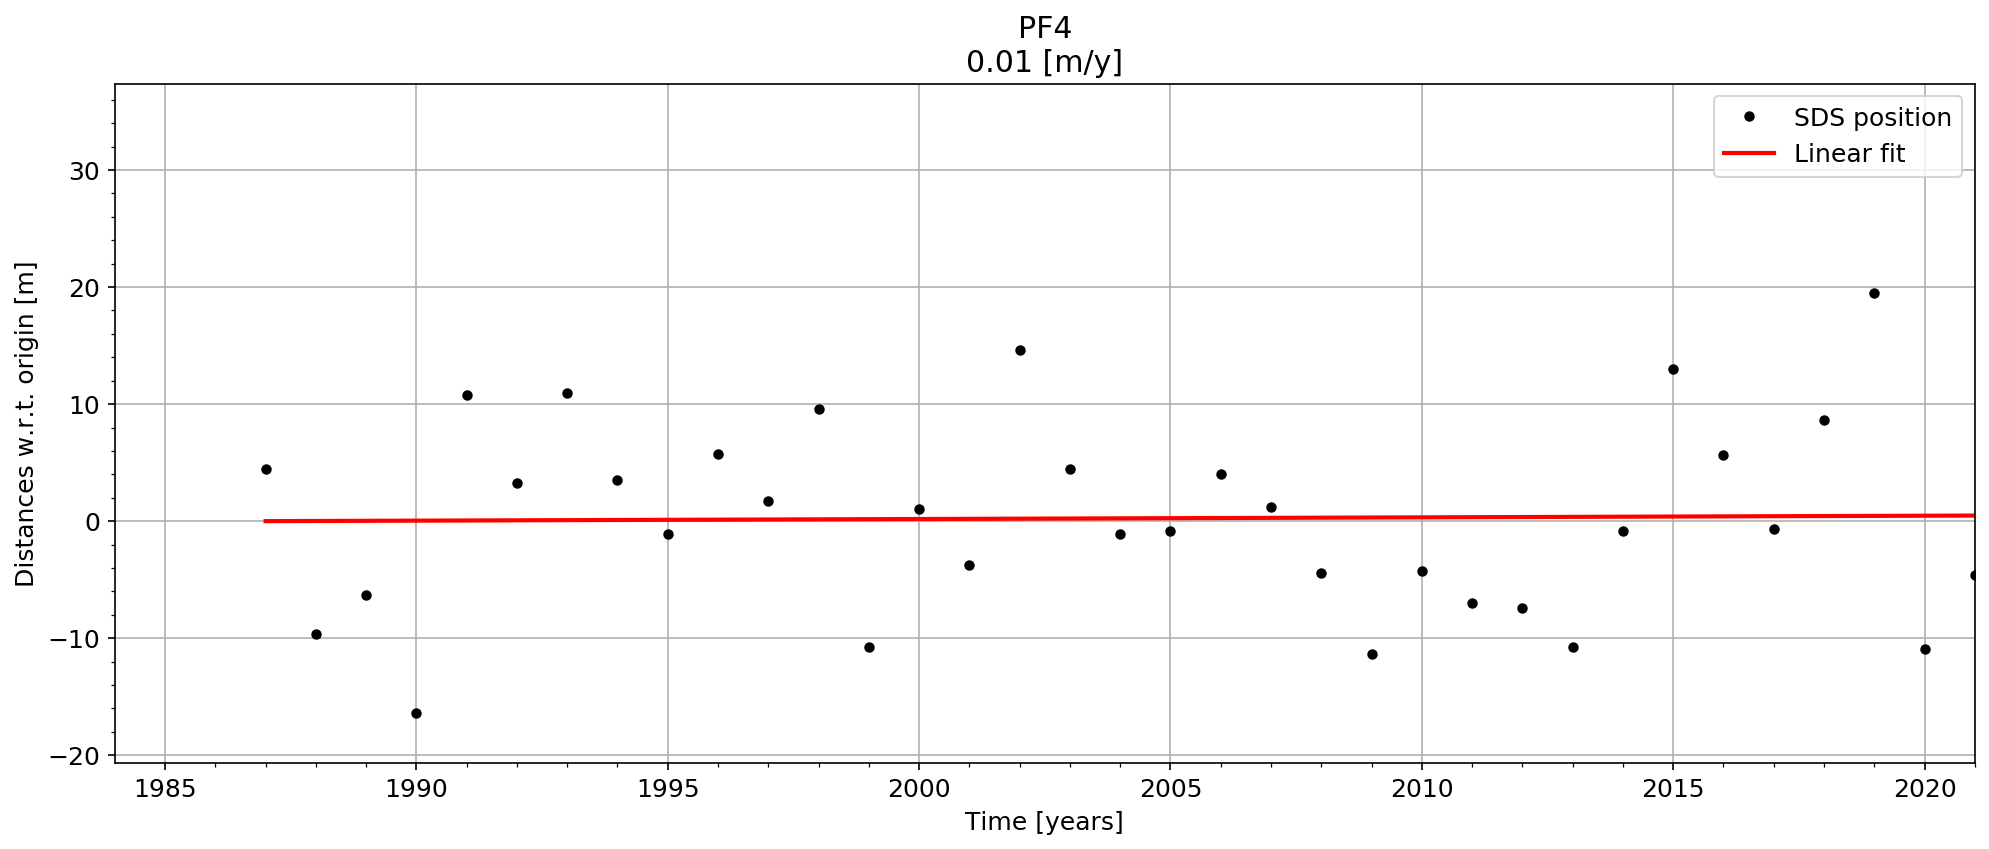 PF4
0.01 [m/y]
SDS position
Linear fit
Distances w.r.t. origin [m]
30
20
10
0
−10
−20
1985 1990 1995 2000 2005 2010 2015 2020
Time [years]